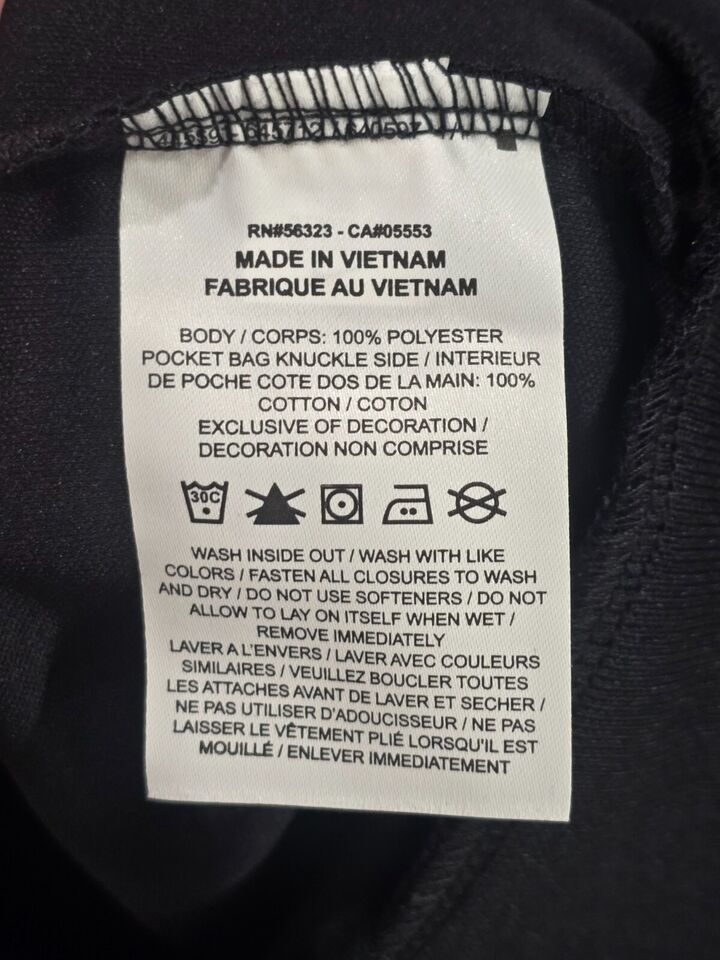 RN#56323 - CA#05553
MADE IN VIETNAM
FABRIQUE AU VIETNAM
BODY / CORPS: 100% POLYESTER
POCKET BAG KNUCKLE SIDE / INTERIEUR
DE POCHE COTE DOS DE LA MAIN: 100%
COTTON / COTON
EXCLUSIVE OF DECORATION /
DECORATION NON COMPRISE
30C
WASH INSIDE OUT / WASH WITH LIKE
COLORS / FASTEN ALL CLOSURES TO WASH
AND DRY / DO NOT USE SOFTENERS / DO NOT
ALLOW TO LAY ON ITSELF WHEN WET /
REMOVE IMMEDIATELY
LAVER A L'ENVERS / LAVER AVEC COULEURS
SIMILAIRES / VEUILLEZ BOUCLER TOUTES
LES ATTACHES AVANT DE LAVER ET SECHER /
NE PAS UTILISER D'ADOUCISSEUR / NE PAS
LAISSER LE VÊTEMENT PLIÉ LORSQU'IL EST
MOUILLÉ / ENLEVER IMMEDIATEMENT